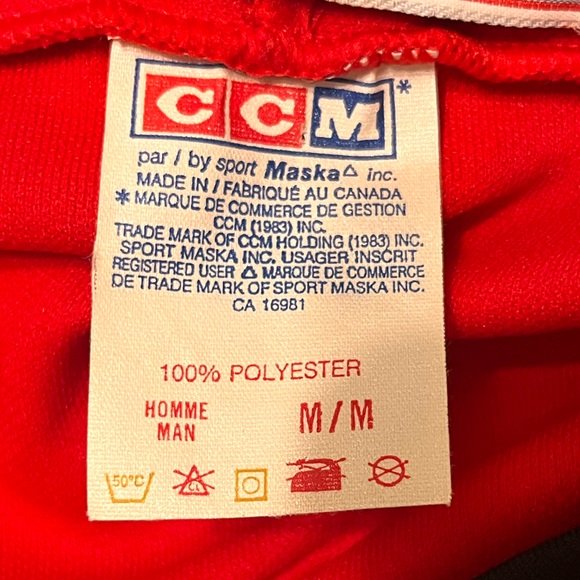 CCM*
par / by sport Maska△ inc.
MADE IN / FABRIQUÉ AU CANADA
* MARQUE DE COMMERCE DE GESTION
CCM (1983) INC.
TRADE MARK OF CCM HOLDING (1983) INC.
SPORT MASKA INC. USAGER INSCRIT
REGISTERED USER △ MARQUE DE COMMERCE
DE TRADE MARK OF SPORT MASKA INC.
CA 16981
100% POLYESTER
HOMME M / M
MAN
50°C CL